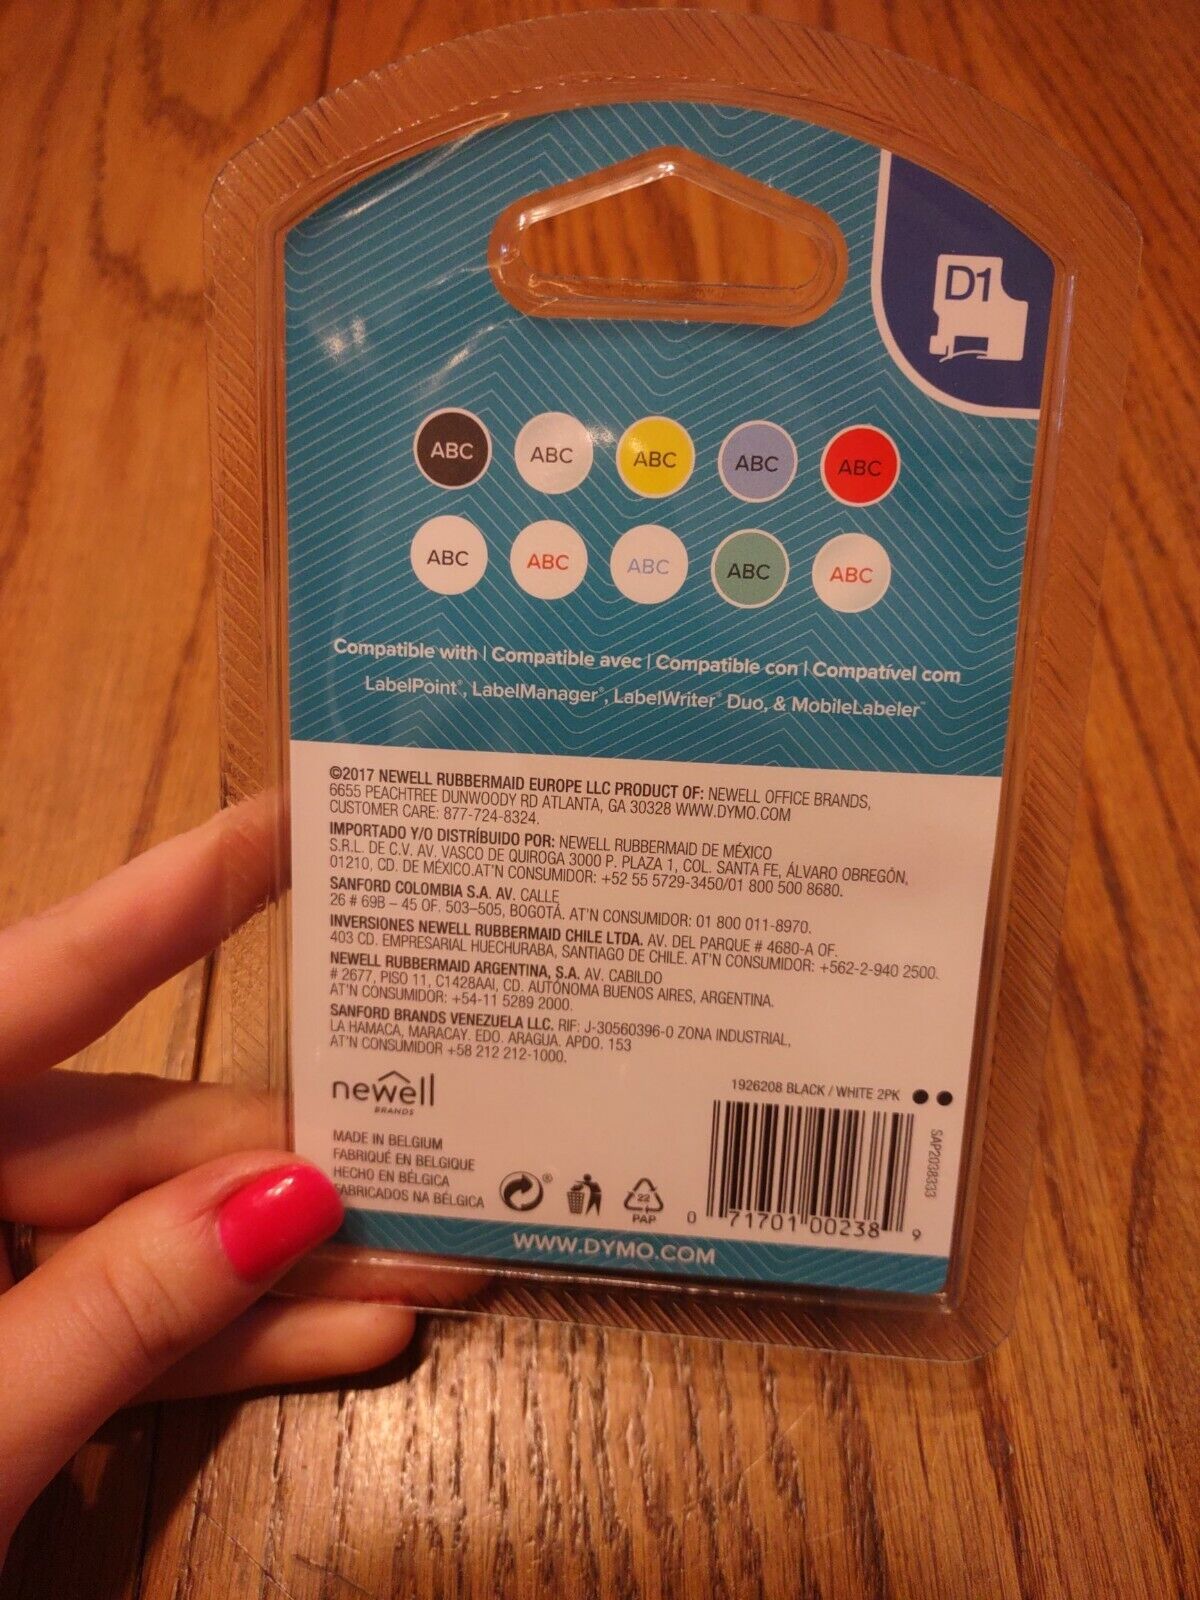 D1
ABC ABC ABC ABC ABC
ABC ABC ABC ABC ABC
Compatible with | Compatible avec | Compatible con | Compatível com
LabelPoint®, LabelManager®, LabelWriter® Duo, & MobileLabeler™
©2017 NEWELL RUBBERMAID EUROPE LLC PRODUCT OF: NEWELL OFFICE BRANDS,
6655 PEACHTREE DUNWOODY RD ATLANTA, GA 30328 WWW.DYMO.COM
CUSTOMER CARE: 877-724-8324.
IMPORTADO Y/O DISTRÍBUIDO POR: NEWELL RUBBERMAID DE MÉXICO
S.R.L. DE C.V. AV. VASCO DE QUIROGA 3000 P. PLAZA 1, COL. SANTA FE, ÁLVARO OBREGÓN,
01210, CD. DE MÉXICO.AT'N CONSUMIDOR: +52 55 5729-3450/01 800 500 8680.
SANFORD COLOMBIA S.A. AV. CALLE
26 # 69B – 45 OF. 503–505, BOGOTÁ. AT'N CONSUMIDOR: 01 800 011-8970.
INVERSIONES NEWELL RUBBERMAID CHILE LTDA. AV. DEL PARQUE # 4680-A OF.
403 CD. EMPRESARIAL HUECHURABA, SANTIAGO DE CHILE. AT'N CONSUMIDOR: +562-2-940 2500.
NEWELL RUBBERMAID ARGENTINA, S.A. AV. CABILDO
# 2677, PISO 11, C1428AAI, CD. AUTÓNOMA BUENOS AIRES, ARGENTINA.
AT'N CONSUMIDOR: +54-11 5289 2000.
SANFORD BRANDS VENEZUELA LLC. RIF: J-30560396-0 ZONA INDUSTRIAL,
LA HAMACA, MARACAY. EDO. ARAGUA. APDO. 153
AT'N CONSUMIDOR +58 212 212-1000.
newell
BRANDS
1926208 BLACK / WHITE 2PK
SAP2038333
MADE IN BELGIUM
FABRIQUÉ EN BELGIQUE
HECHO EN BÉLGICA
FABRICADOS NA BÉLGICA
®
22
PAP
0 71701 00238 9
WWW.DYMO.COM